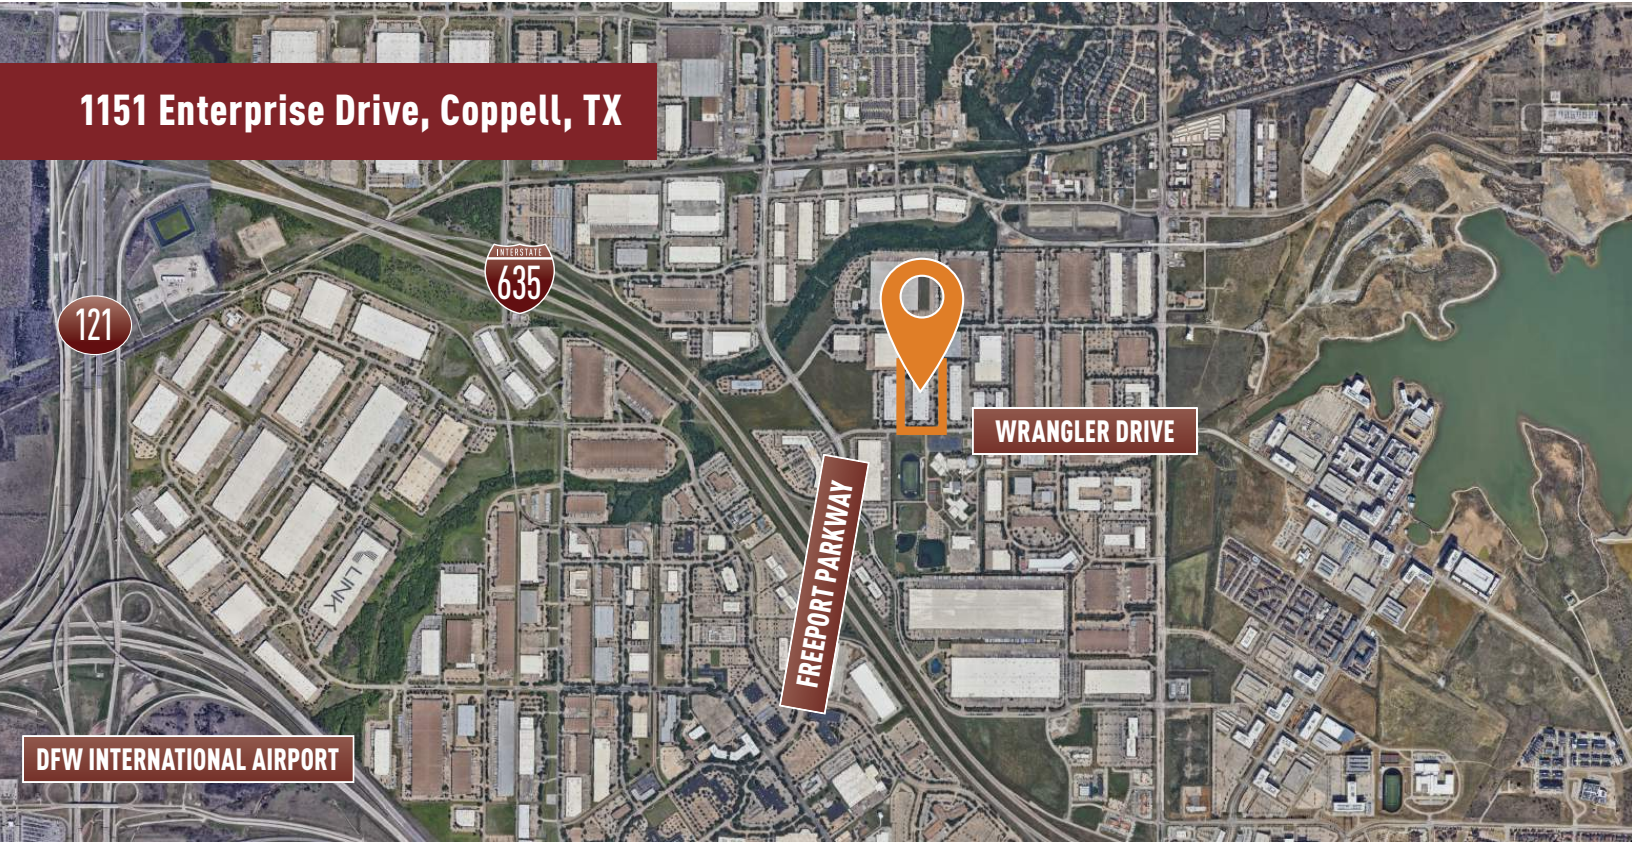 1151 Enterprise Drive, Coppell, TX
INTERSTATE
635
121
WRANGLER DRIVE
FREEPORT PARKWAY
LINK
DFW INTERNATIONAL AIRPORT